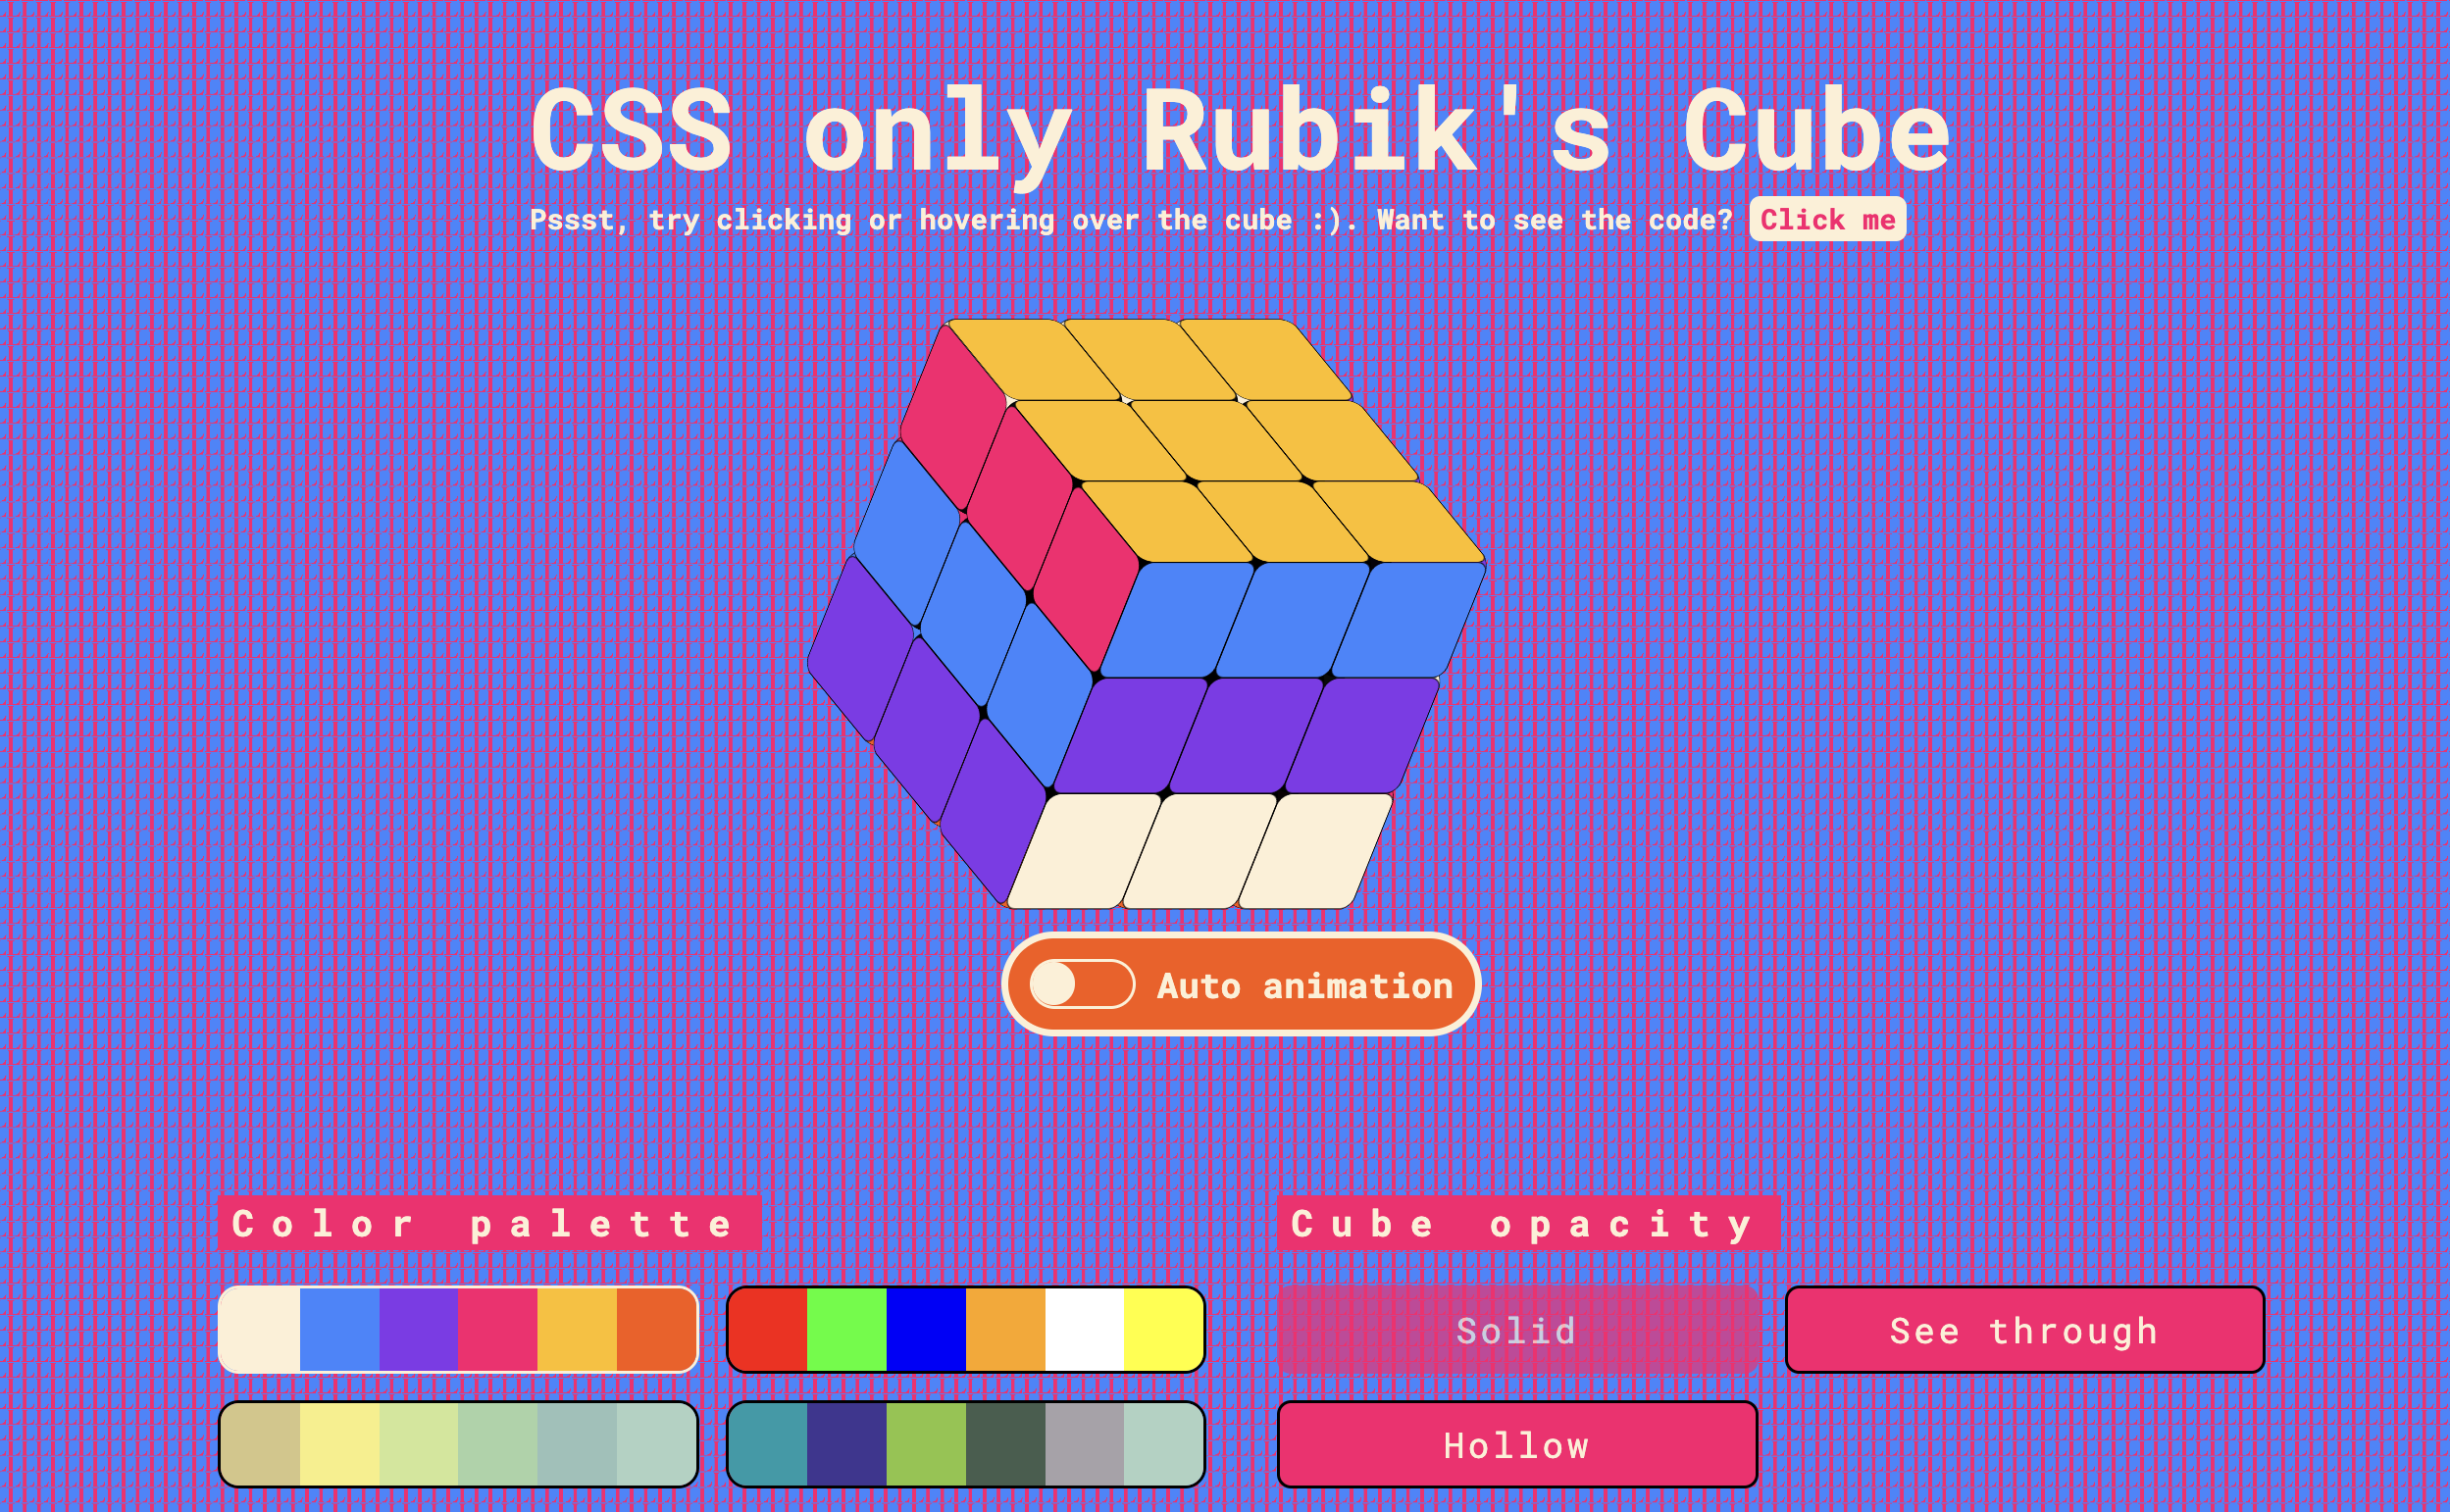 CSS only Rubik's Cube
Pssst, try clicking or hovering over the cube :). Want to see the code? Click me
Auto animation
Color palette
Cube opacity
Solid
See through
Hollow